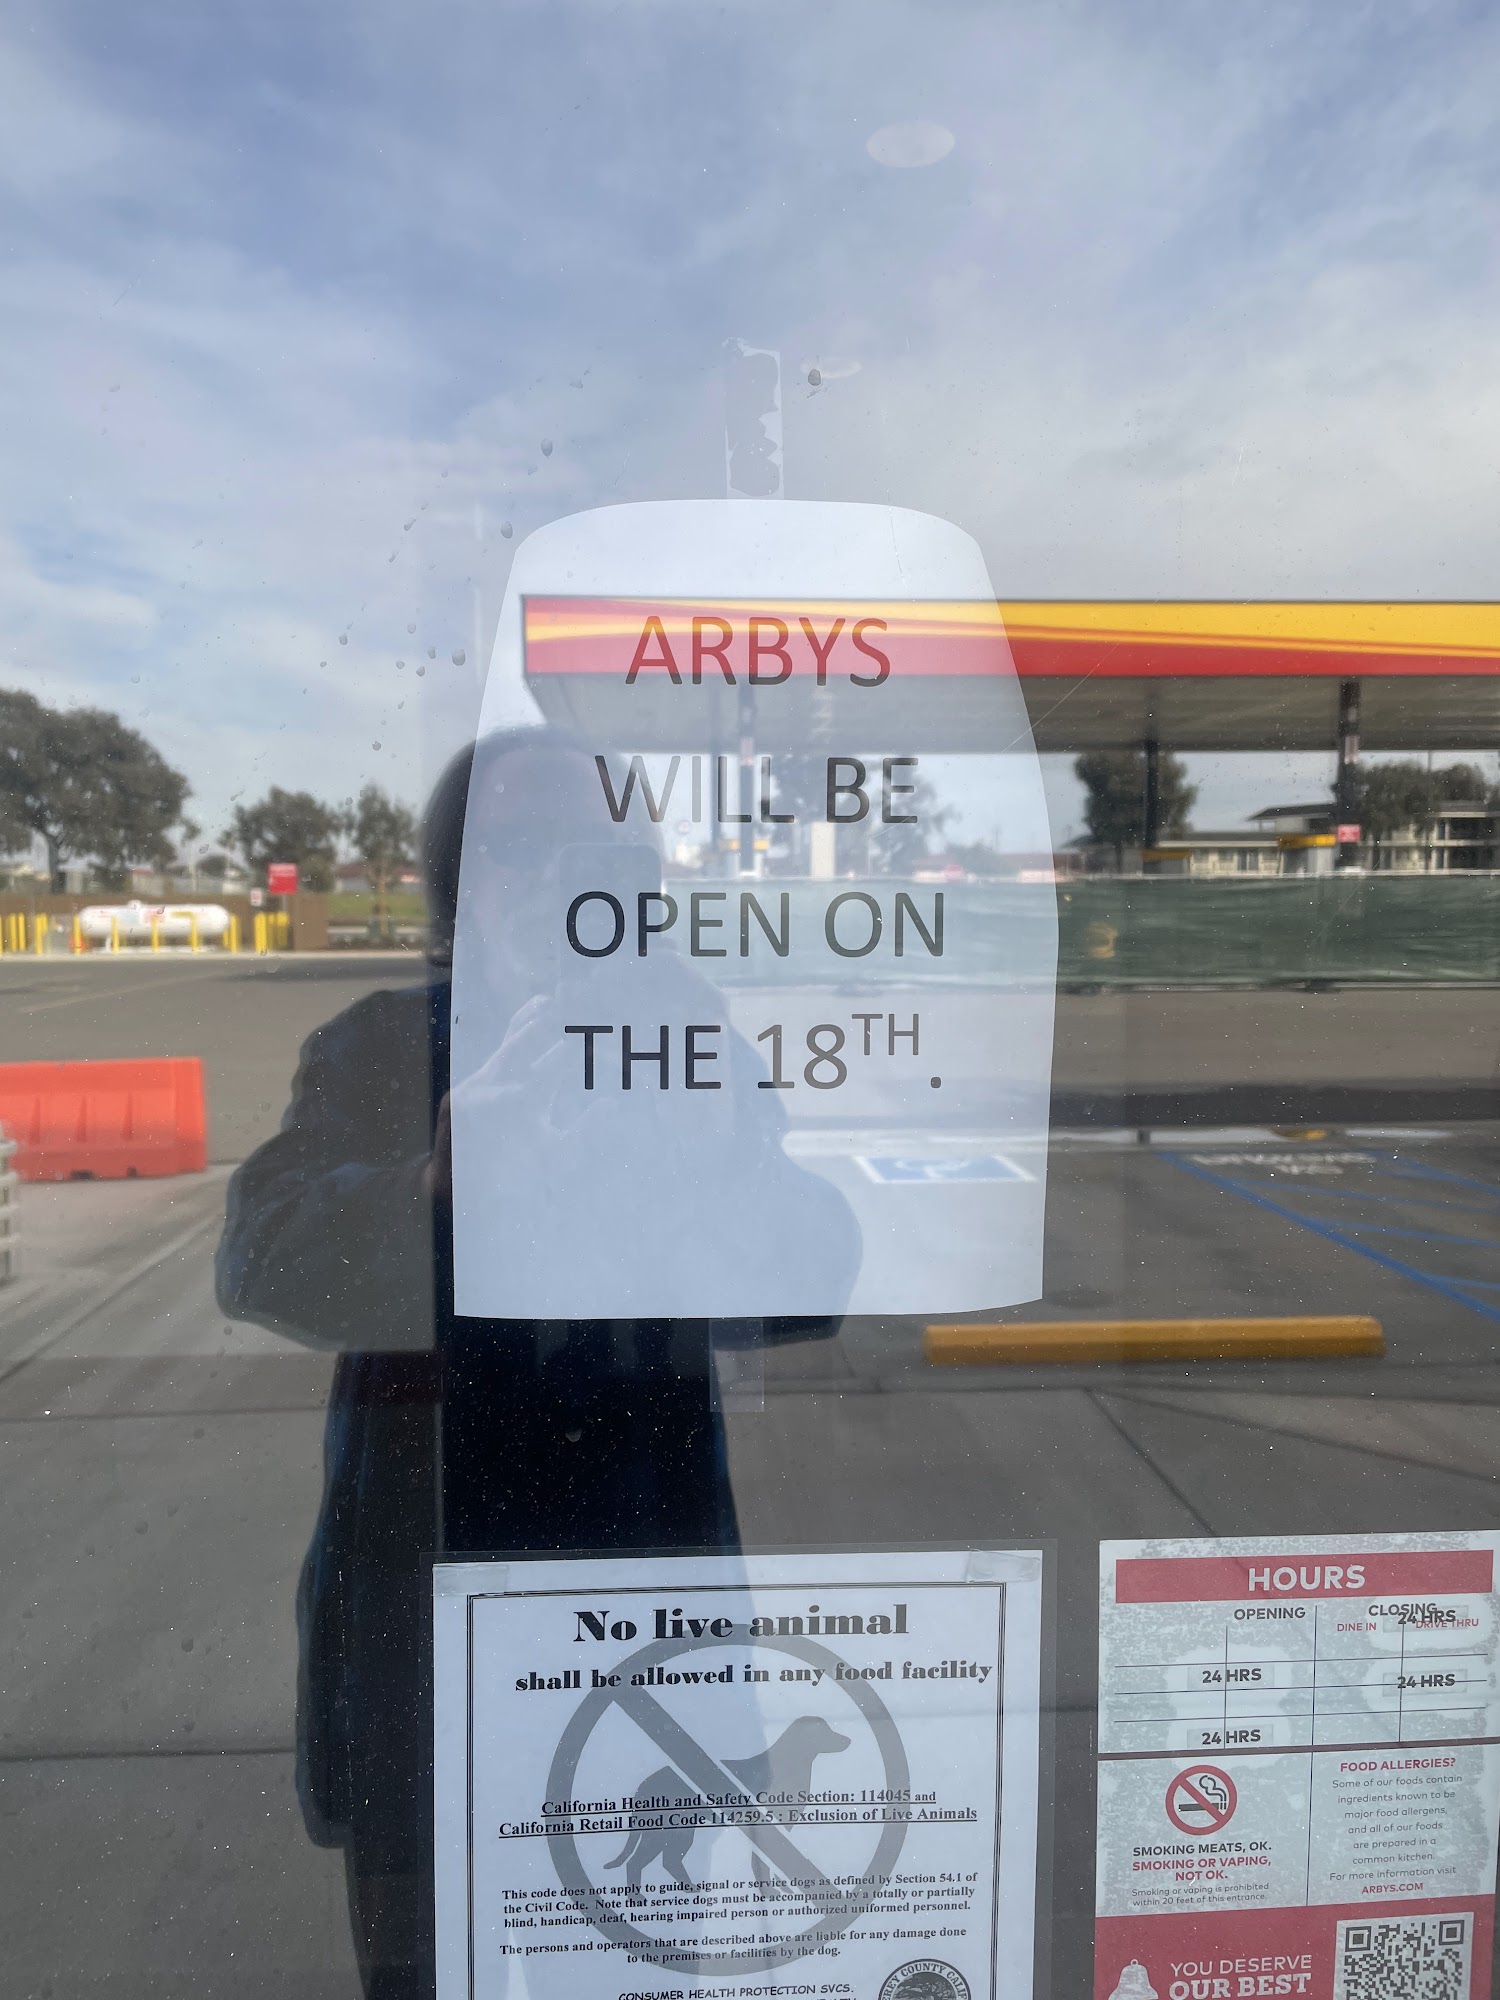 ARBYS
WILL BE
OPEN ON
THE 18TH.
No live animal
shall be allowed in any food facility
California Health and Safety Code Section: 114045 and
California Retail Food Code 114259.5 : Exclusion of Live Animals
This code does not apply to guide, signal or service dogs as defined by Section 54.1 of
the Civil Code. Note that service dogs must be accompanied by a totally or partially
blind, handicap, deaf, hearing impaired person or authorized uniformed personnel.
The persons and operators that are described above are liable for any damage done
to the premises or facilities by the dog.
CONSUMER HEALTH PROTECTION SVCS.
COUNTY CALIF
HOURS
OPENING
CLOSING
24 HRS
DINE IN
DRIVE THRU
24 HRS
24 HRS
24 HRS
SMOKING MEATS, OK.
SMOKING OR VAPING,
NOT OK.
Smoking or vaping is prohibited
within 20 feet of this entrance.
FOOD ALLERGIES?
Some of our foods contain
ingredients known to be
major food allergens,
and all of our foods
are prepared in a
common kitchen.
For more information visit
ARBYS.COM
YOU DESERVE
OUR BEST